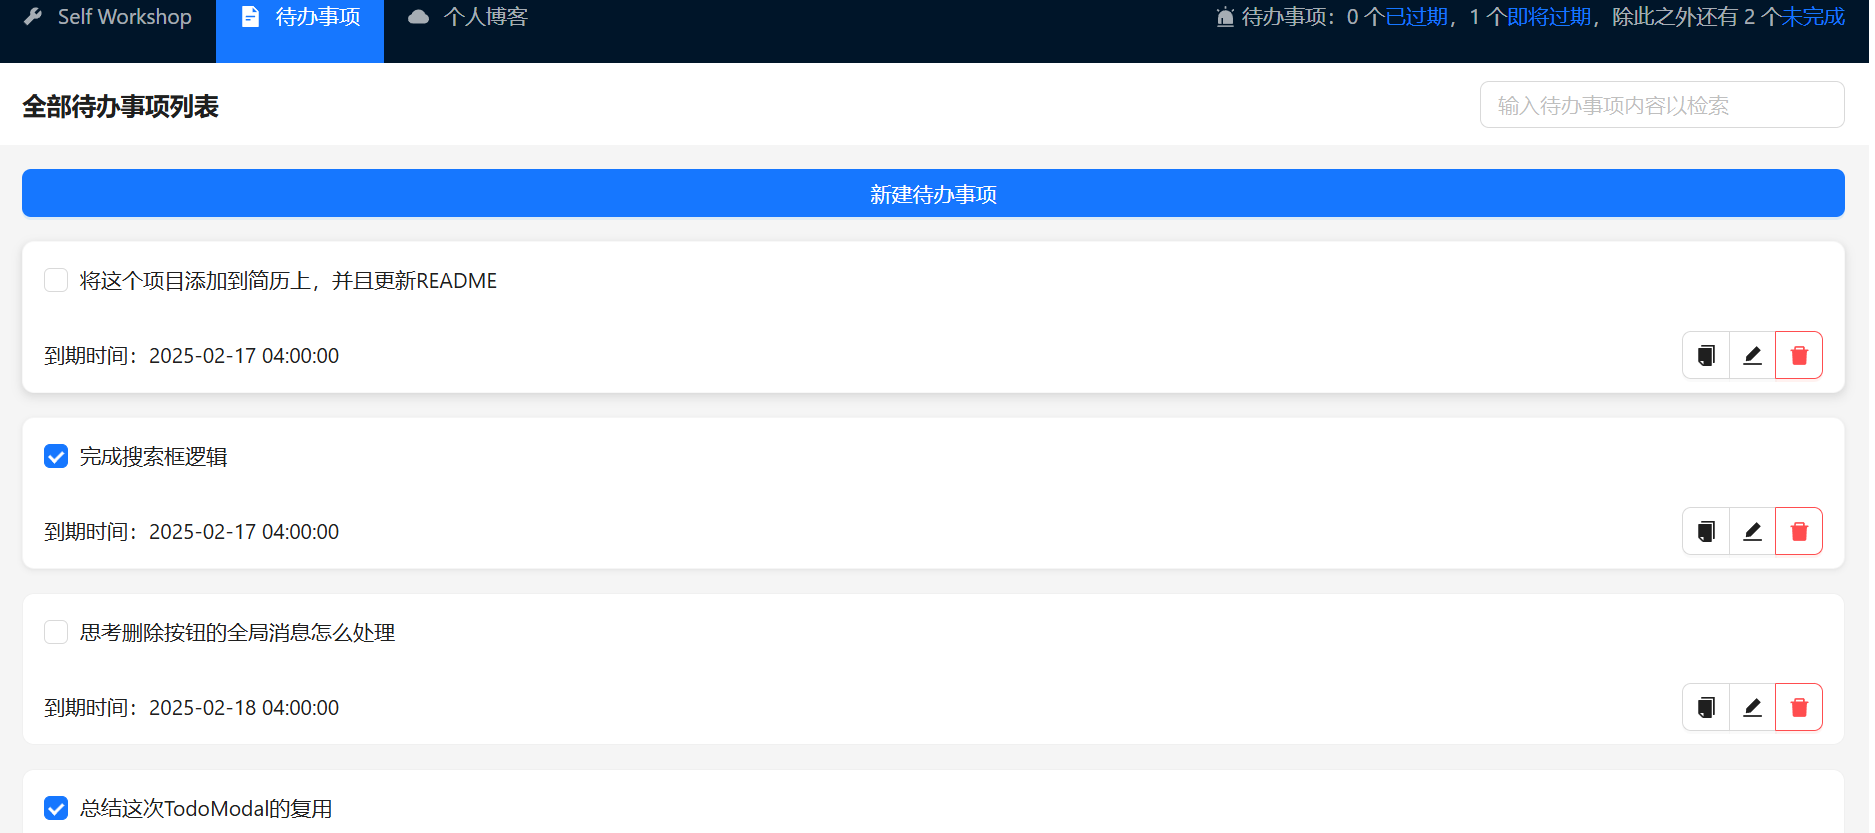 Self Workshop 待办事项 个人博客 待办事项：0 个已过期，1 个即将过期，除此之外还有 2 个未完成
全部待办事项列表 输入待办事项内容以检索
新建待办事项
将这个项目添加到简历上，并且更新README
到期时间：2025-02-17 04:00:00
完成搜索框逻辑
到期时间：2025-02-17 04:00:00
思考删除按钮的全局消息怎么处理
到期时间：2025-02-18 04:00:00
总结这次TodoModal的复用